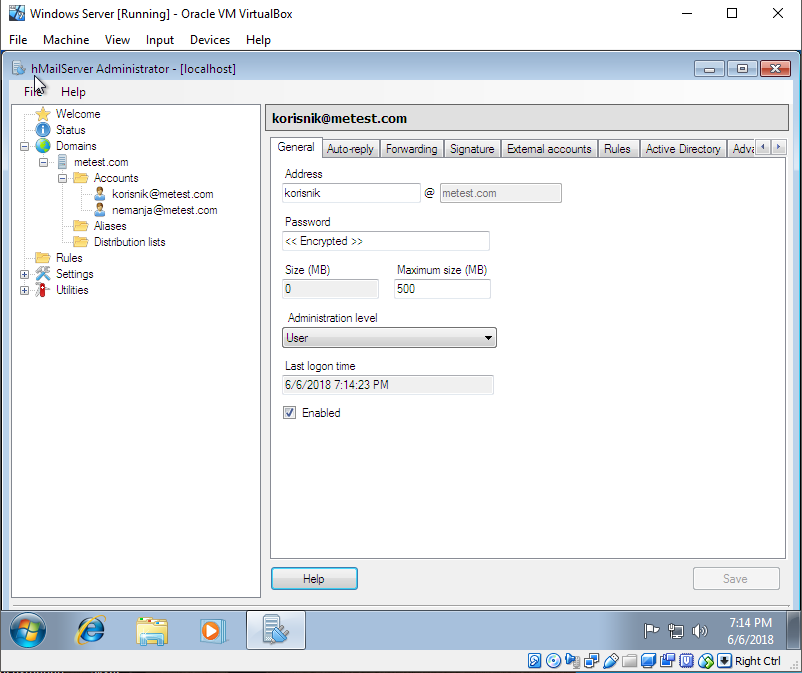 Windows Server [Running] - Oracle VM VirtualBox
File Machine View Input Devices Help
hMailServer Administrator - [localhost]
File Help
Welcome
Status
Domains
metest.com
Accounts
korisnik@metest.com
nemanja@metest.com
Aliases
Distribution lists
Rules
Settings
Utilities
korisnik@metest.com
General Auto-reply Forwarding Signature External accounts Rules Active Directory Adva
Address
korisnik @ metest.com
Password
<< Encrypted >>
Size (MB) Maximum size (MB)
0 500
Administration level
User
Last logon time
6/6/2018 7:14:23 PM
Enabled
Help Save
7:14 PM
6/6/2018
Right Ctrl